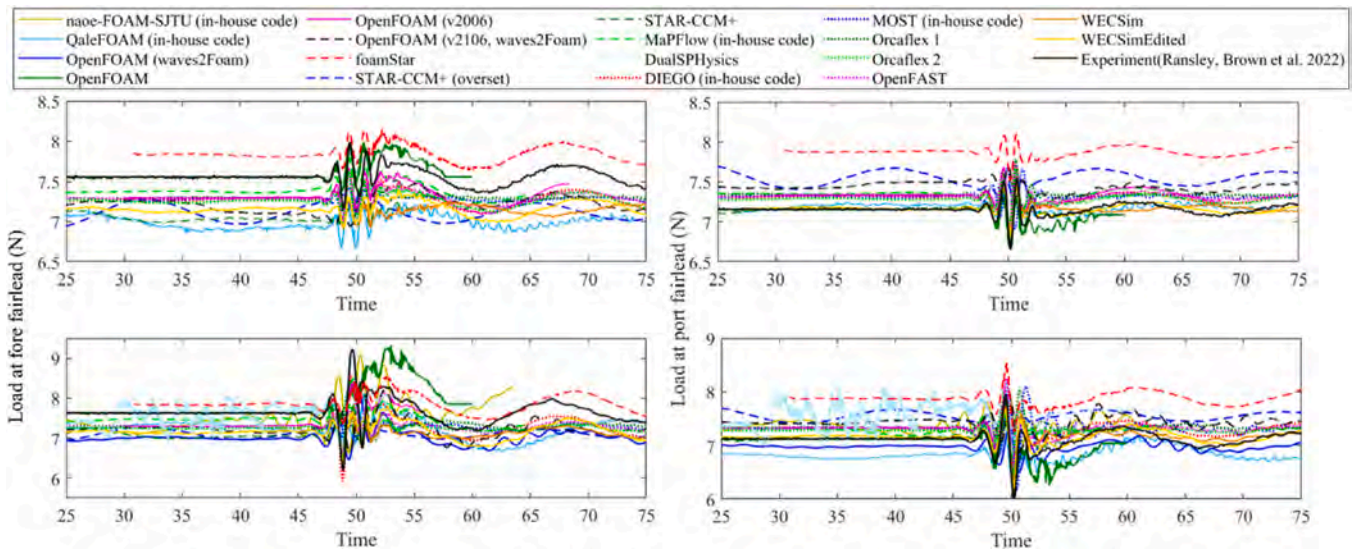 naoe-FOAM-SJTU (in-house code) OpenFOAM (v2006) STAR-CCM+ MOST (in-house code) WECSim
QaleFOAM (in-house code) OpenFOAM (v2106, waves2Foam) MaPFlow (in-house code) Orcaflex 1 WECSimEdited
OpenFOAM (waves2Foam) foamStar DualSPHysics Orcaflex 2 Experiment(Ransley, Brown et al. 2022)
OpenFOAM STAR-CCM+ (overset) DIEGO (in-house code) OpenFAST
8.5 8.5
8 8
7.5 7.5
7 7
6.5 6.5
25 30 35 40 45 50 55 60 65 70 75 25 30 35 40 45 50 55 60 65 70 75
Time Time
Load at fore fairlead (N) Load at port fairlead (N)
9 9
8 8
7 7
6 6
25 30 35 40 45 50 55 60 65 70 75 25 30 35 40 45 50 55 60 65 70 75
Time Time